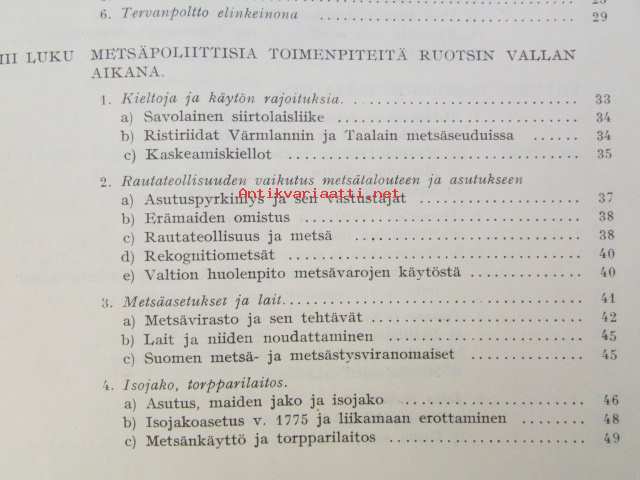 6. Tervanpoltto elinkeinona ............ 29
III LUKU METSÄPOLIITTISIA TOIMENPITEITÄ RUOTSIN VALLAN
AIKANA.
1. Kieltoja ja käytön rajoituksia. ............ 33
a) Savolainen siirtolaisliike ............ 34
b) Ristiriidat Värmlannin ja Taalain metsäseuduissa ...... 34
c) Kaskeamiskiellot ............ 35
2. Rautateollisuuden vaikutus metsätalouteen ja asutukseen
Antikvariaatti.net
a) Asutuspyrkimys ja sen vastustajat ............ 37
b) Erämaiden omistus ............ 38
c) Rautateollisuus ja metsä ............ 38
d) Rekognitiometsät ............ 40
e) Valtion huolenpito metsävarojen käytöstä ............ 40
3. Metsäasetukset ja lait ............ 41
a) Metsävirasto ja sen tehtävät ............ 42
b) Lait ja niiden noudattaminen ............ 45
c) Suomen metsä- ja metsästysviranomaiset ............ 45
4. Isojako, torpparilaitos.
a) Asutus, maiden jako ja isojako ............ 46
b) Isojakoasetus v. 1775 ja liikamaan erottaminen ........ 48
c) Metsänkäyttö ja torpparilaitos ............ 49